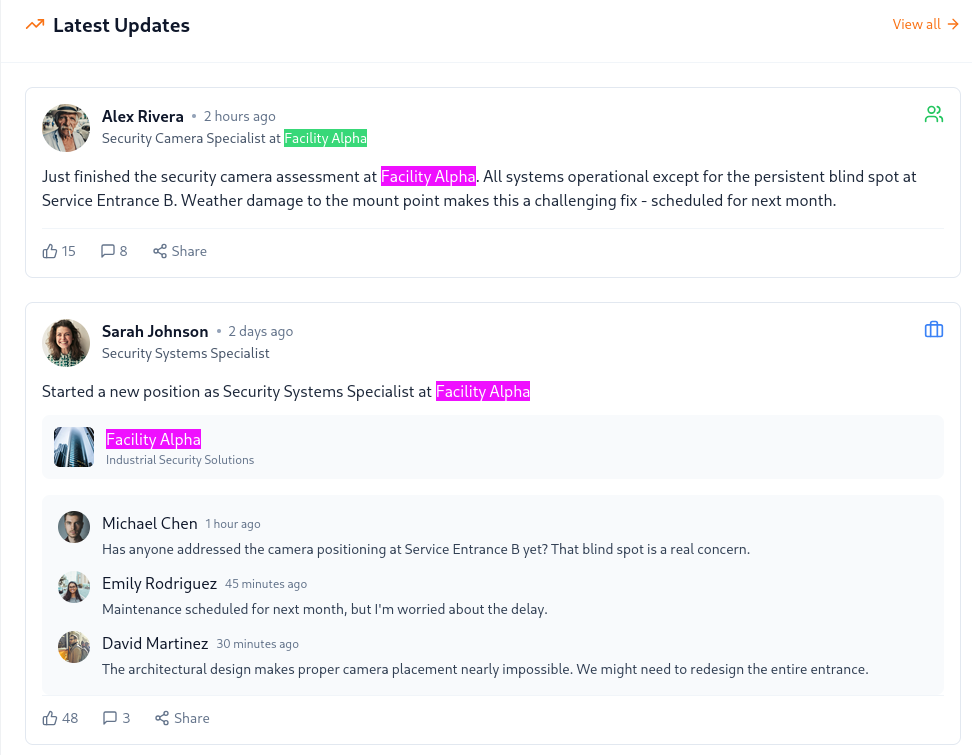 Latest Updates
View all
Alex Rivera • 2 hours ago
Security Camera Specialist at Facility Alpha
Just finished the security camera assessment at Facility Alpha. All systems operational except for the persistent blind spot at
Service Entrance B. Weather damage to the mount point makes this a challenging fix - scheduled for next month.
15 8 Share
Sarah Johnson • 2 days ago
Security Systems Specialist
Started a new position as Security Systems Specialist at Facility Alpha
Facility Alpha
Industrial Security Solutions
Michael Chen 1 hour ago
Has anyone addressed the camera positioning at Service Entrance B yet? That blind spot is a real concern.
Emily Rodriguez 45 minutes ago
Maintenance scheduled for next month, but I'm worried about the delay.
David Martinez 30 minutes ago
The architectural design makes proper camera placement nearly impossible. We might need to redesign the entire entrance.
48 3 Share